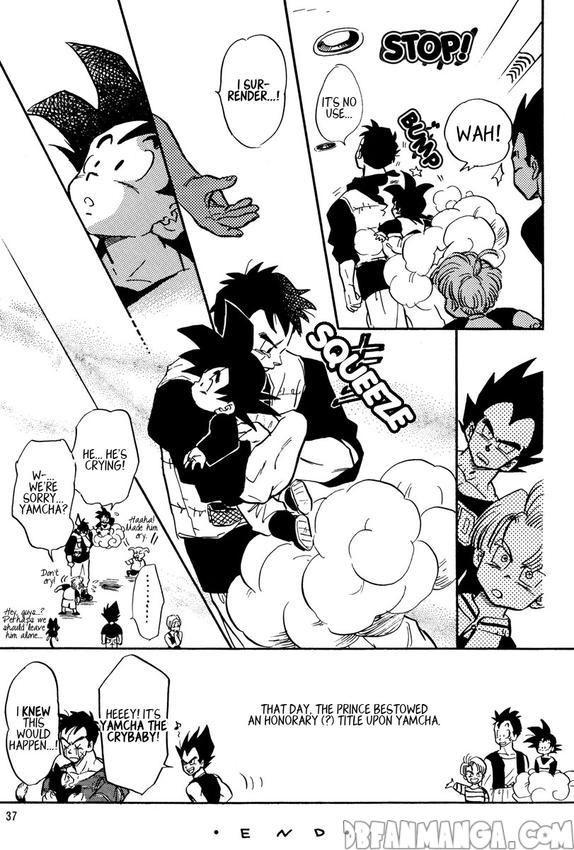 STOP!
IT'S NO
USE...
BUMP
WAH!
I SUR-
RENDER...!
SQUEEZE
HE... HE'S
CRYING!
W-...
WE'RE
SORRY...
YAMCHA?
Haaha!
Made him
cry.
Don't
cry!
Hey, guys...?
Perhaps we
should leave
him alone...
.......
THAT DAY, THE PRINCE BESTOWED
AN HONORARY (?) TITLE UPON YAMCHA.
HEEEY! IT'S
YAMCHA THE
CRYBABY!
I KNEW
THIS
WOULD
HAPPEN...!
37
• END •
DBFANMANGA.COM